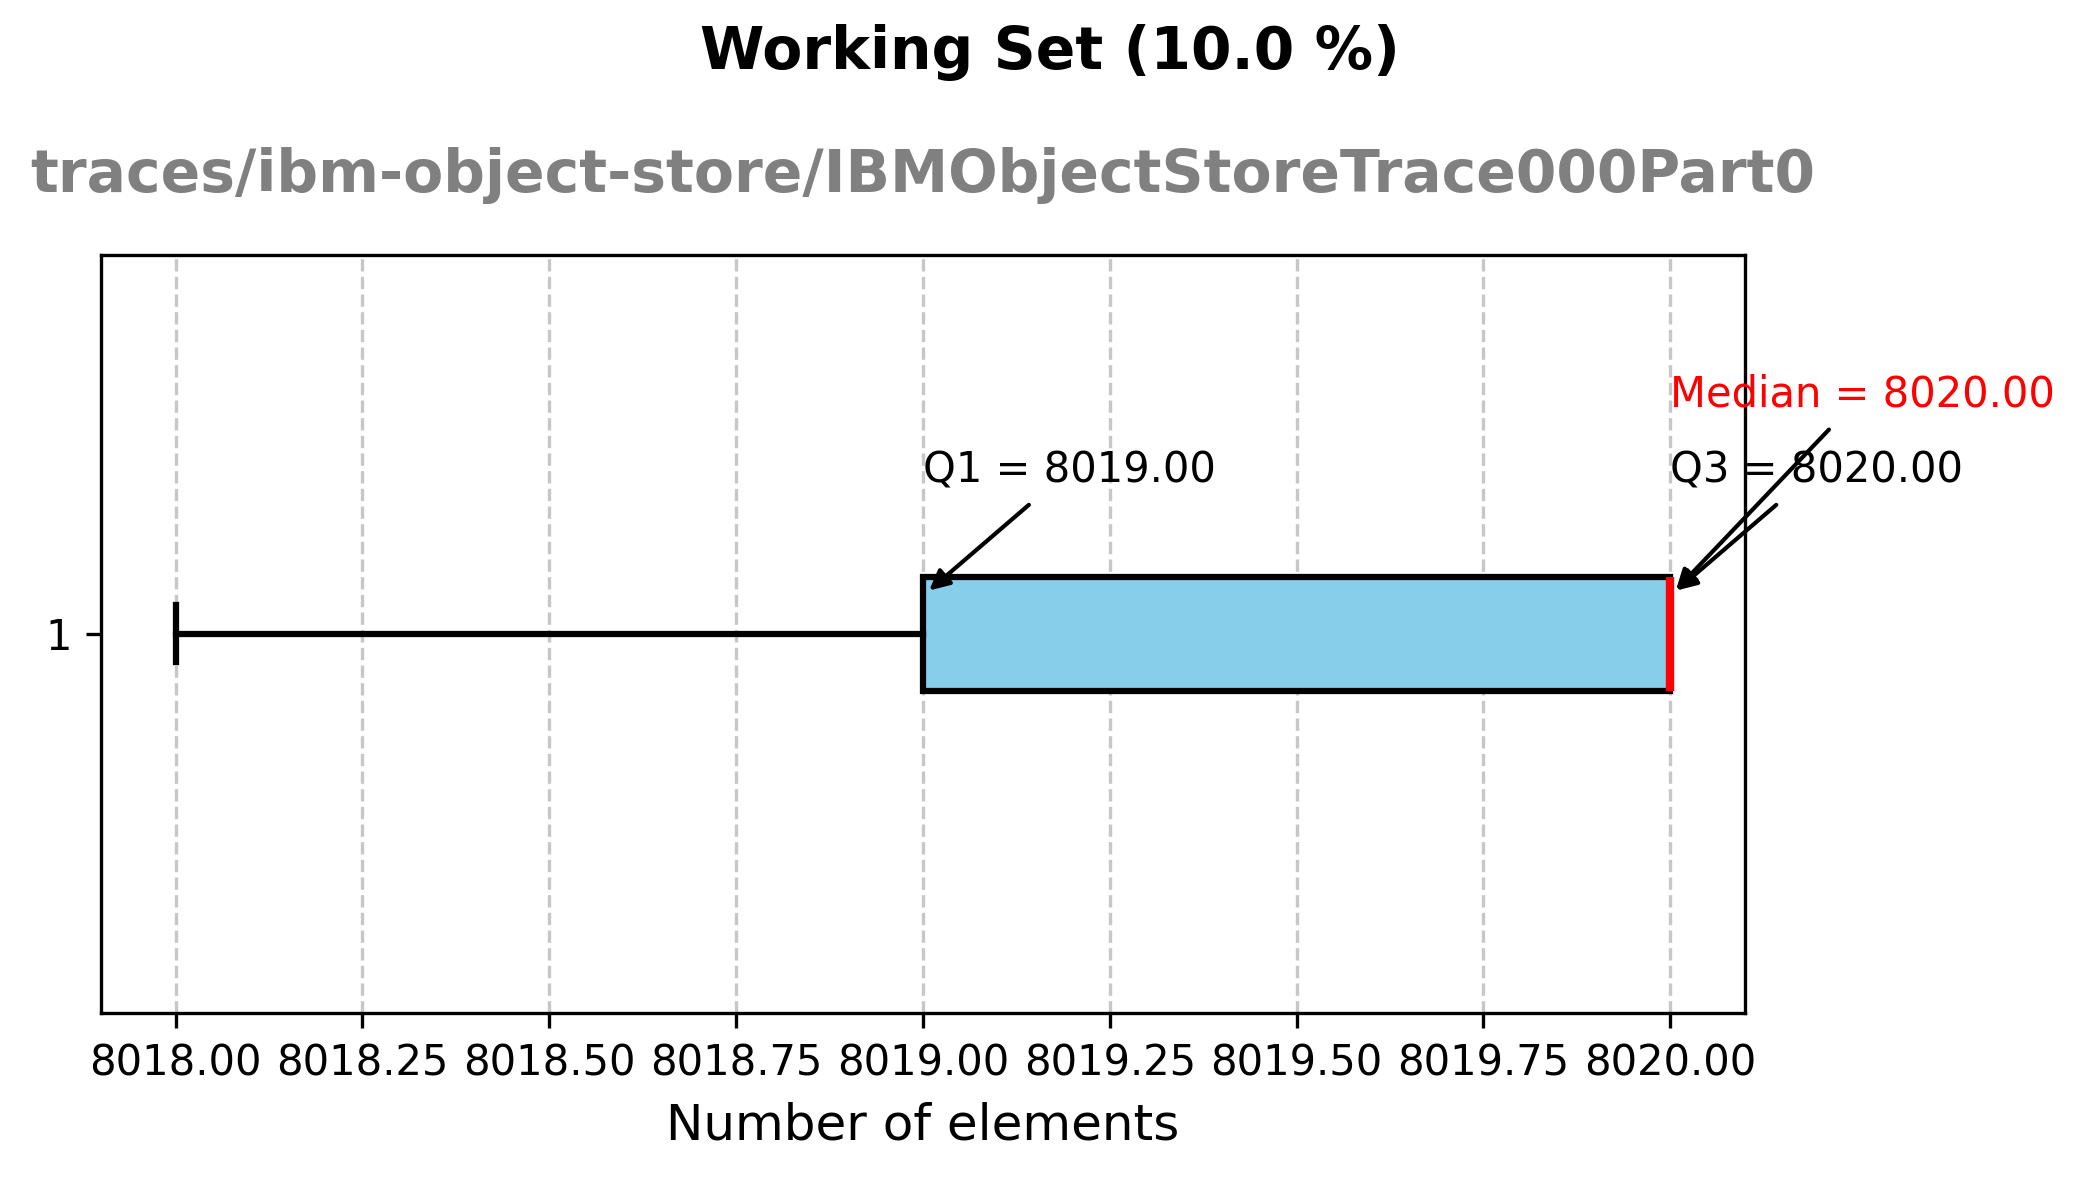 Working Set (10.0 %)
traces/ibm-object-store/IBMObjectStoreTrace000Part0
Median = 8020.00
Q1 = 8019.00
Q3 = 8020.00
1
8018.00 8018.25 8018.50 8018.75 8019.00 8019.25 8019.50 8019.75 8020.00
Number of elements